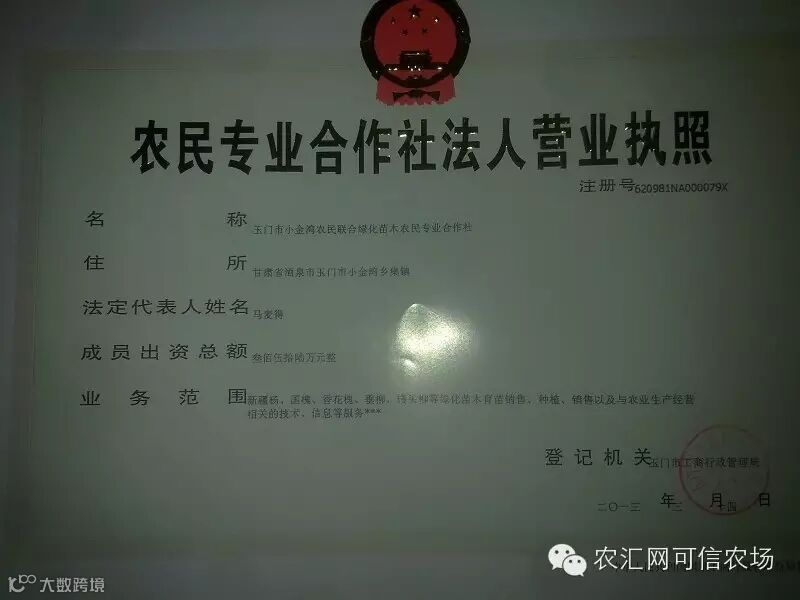 农民专业合作社法人营业执照
注册号620981NA000079X
名称 玉门市小金湾农民联合绿化苗木农民专业合作社
住所 甘肃省酒泉市玉门市小金湾乡集镇
法定代表人姓名 马麦得
成员出资总额 叁佰伍拾陆万元整
业务范围 新疆杨、国槐、香花槐、垂柳、馒头柳等绿化苗木育苗销售、种植、销售以及与农业生产经营
相关的技术、信息等服务***
登记机关 玉门市工商行政管理局
二〇一三年三月十四日
农汇网可信农场
大数跨境